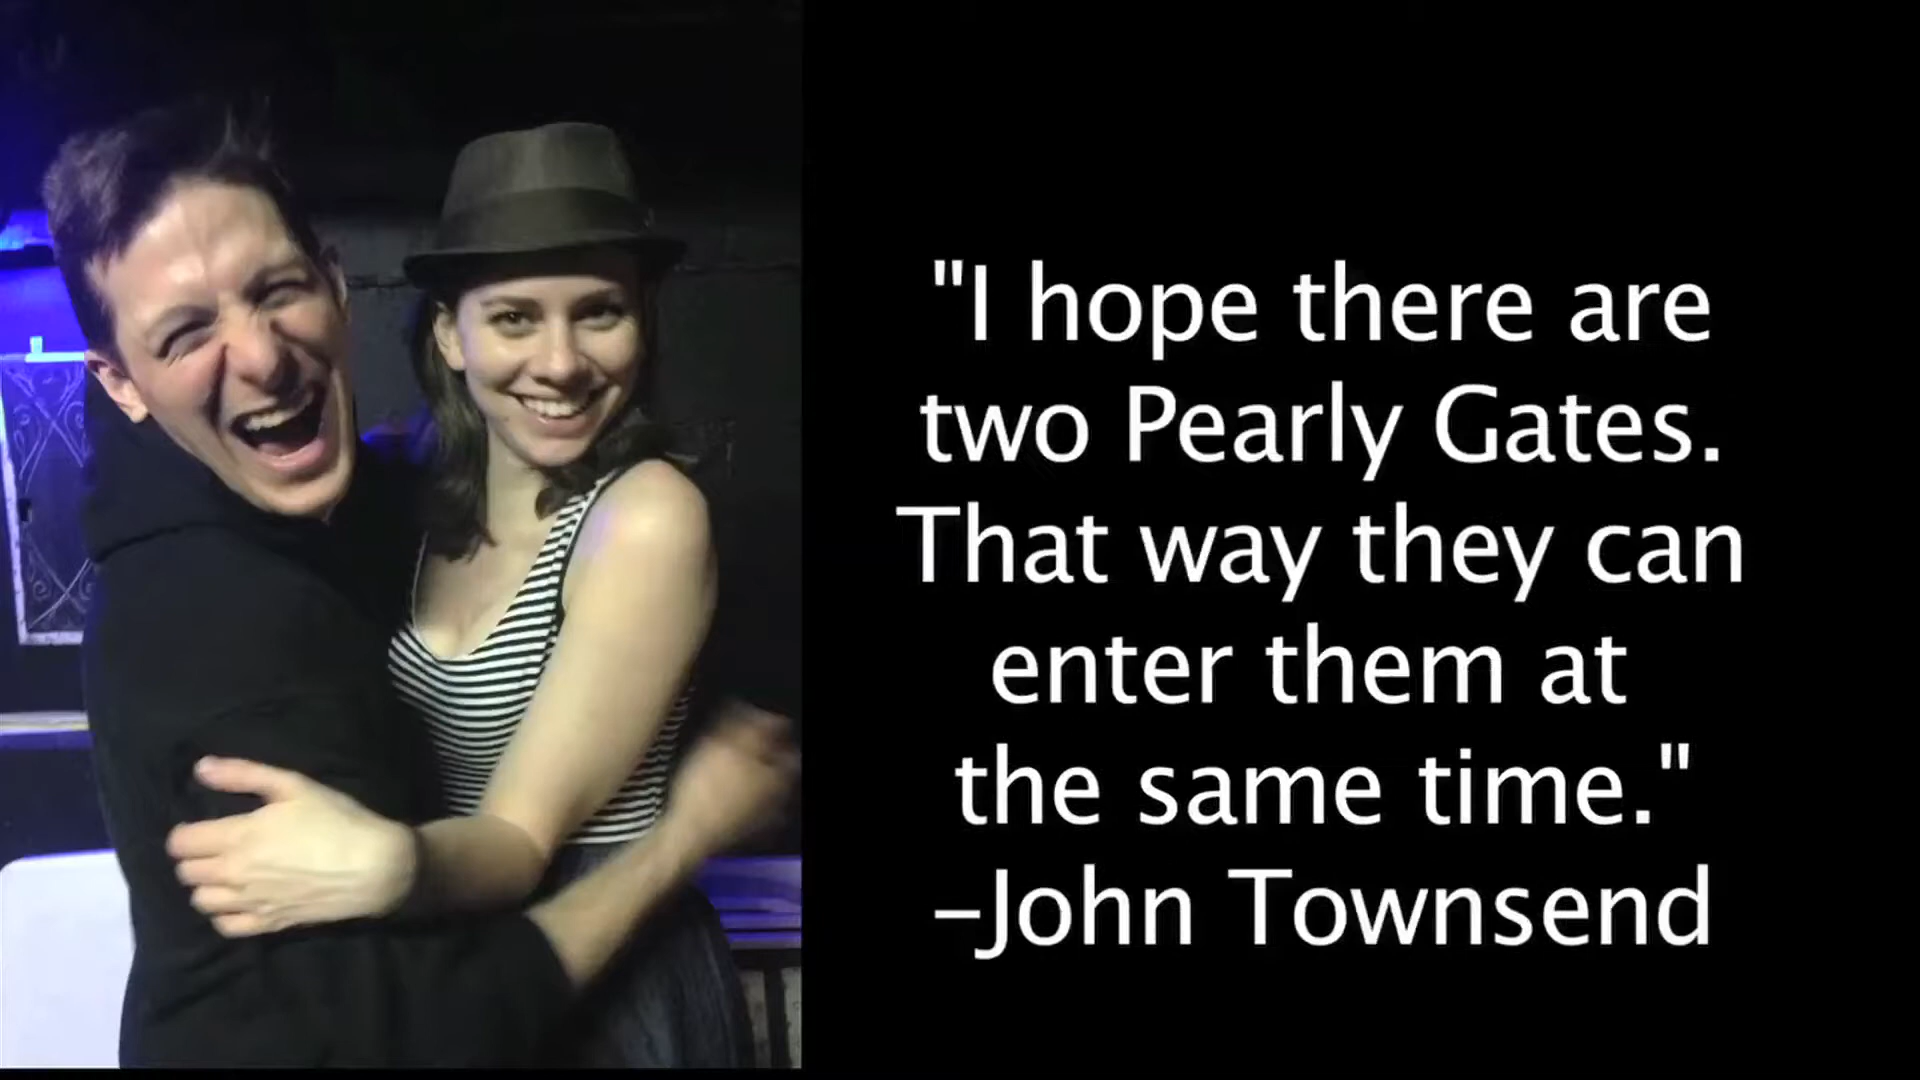 "I hope there are
two Pearly Gates.
That way they can
enter them at
the same time."
–John Townsend